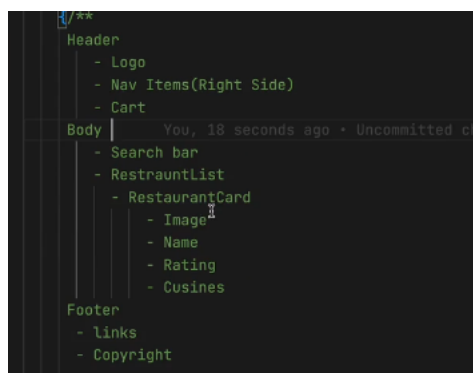 {/**
Header
- Logo
- Nav Items(Right Side)
- Cart
Body You, 18 seconds ago • Uncommitted
- Search bar
- RestrauntList
- RestaurantCard
- Image
- Name
- Rating
- Cusines
Footer
- links
- Copyright